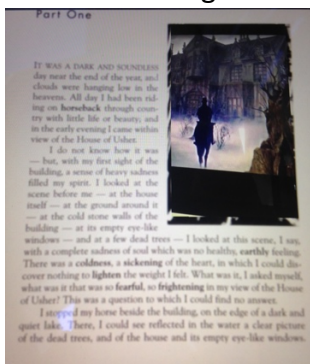 Part One
IT WAS A DARK AND SOUNDLESS
day near the end of the year, and
clouds were hanging low in the
heavens. All day I had been rid-
ing on horseback through coun-
try with little life or beauty; and
in the early evening I came within
view of the House of Usher.
I do not know how it was
— but, with my first sight of the
building, a sense of heavy sadness
filled my spirit. I looked at the
scene before me — at the house
itself — at the ground around it
— at the cold stone walls of the
building — at its empty eye-like
windows — and at a few dead trees — I looked at this scene, I say,
with a complete sadness of soul which was no healthy, earthly feeling.
There was a coldness, a sickening of the heart, in which I could dis-
cover nothing to lighten the weight I felt. What was it, I asked myself,
what was it that was so fearful, so frightening in my view of the House
of Usher? This was a question to which I could find no answer.
I stopped my horse beside the building, on the edge of a dark and
quiet lake. There, I could see reflected in the water a clear picture
of the dead trees, and of the house and its empty eye-like windows.